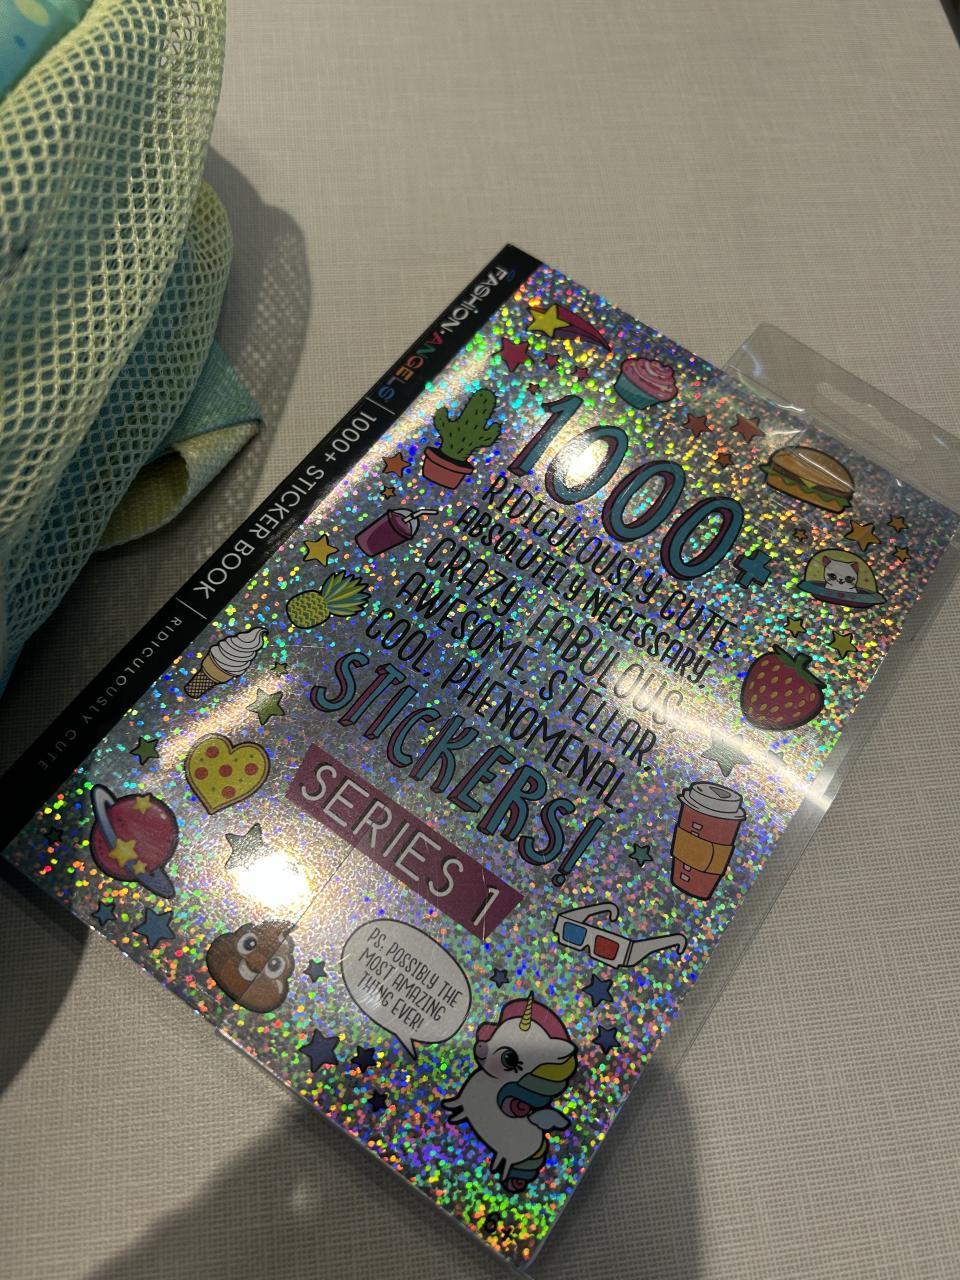 FASHION·ANGELS | 1000+ STICKER BOOK | RIDICULOUSLY CUTE
1000+
RIDICULOUSLY CUTE,
ABSOLUTELY NECESSARY,
CRAZY, FABULOUS
AWESOME, STELLAR,
COOL, PHENOMENAL
STICKERS!
SERIES 1
PS: POSSIBLY THE
MOST AMAZING
THING EVER!
6+